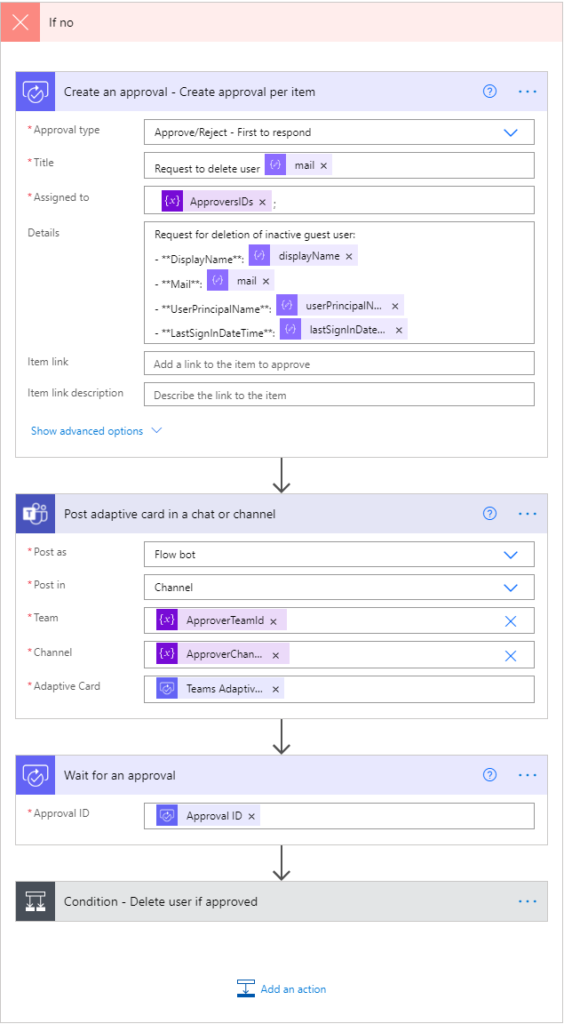 If no
Create an approval - Create approval per item
* Approval type
Approve/Reject - First to respond
* Title
Request to delete user mail ×
* Assigned to
{x} ApproversIDs × ;
Details
Request for deletion of inactive guest user:
- **DisplayName**: displayName ×
- **Mail**: mail ×
- **UserPrincipalName**: userPrincipalN... ×
- **LastSignInDateTime**: lastSignInDate... ×
Item link
Add a link to the item to approve
Item link description
Describe the link to the item
Show advanced options
Post adaptive card in a chat or channel
* Post as
Flow bot
* Post in
Channel
* Team
{x} ApproverTeamId ×
* Channel
{x} ApproverChan... ×
* Adaptive Card
Teams Adaptiv... ×
Wait for an approval
* Approval ID
Approval ID ×
Condition - Delete user if approved
Add an action